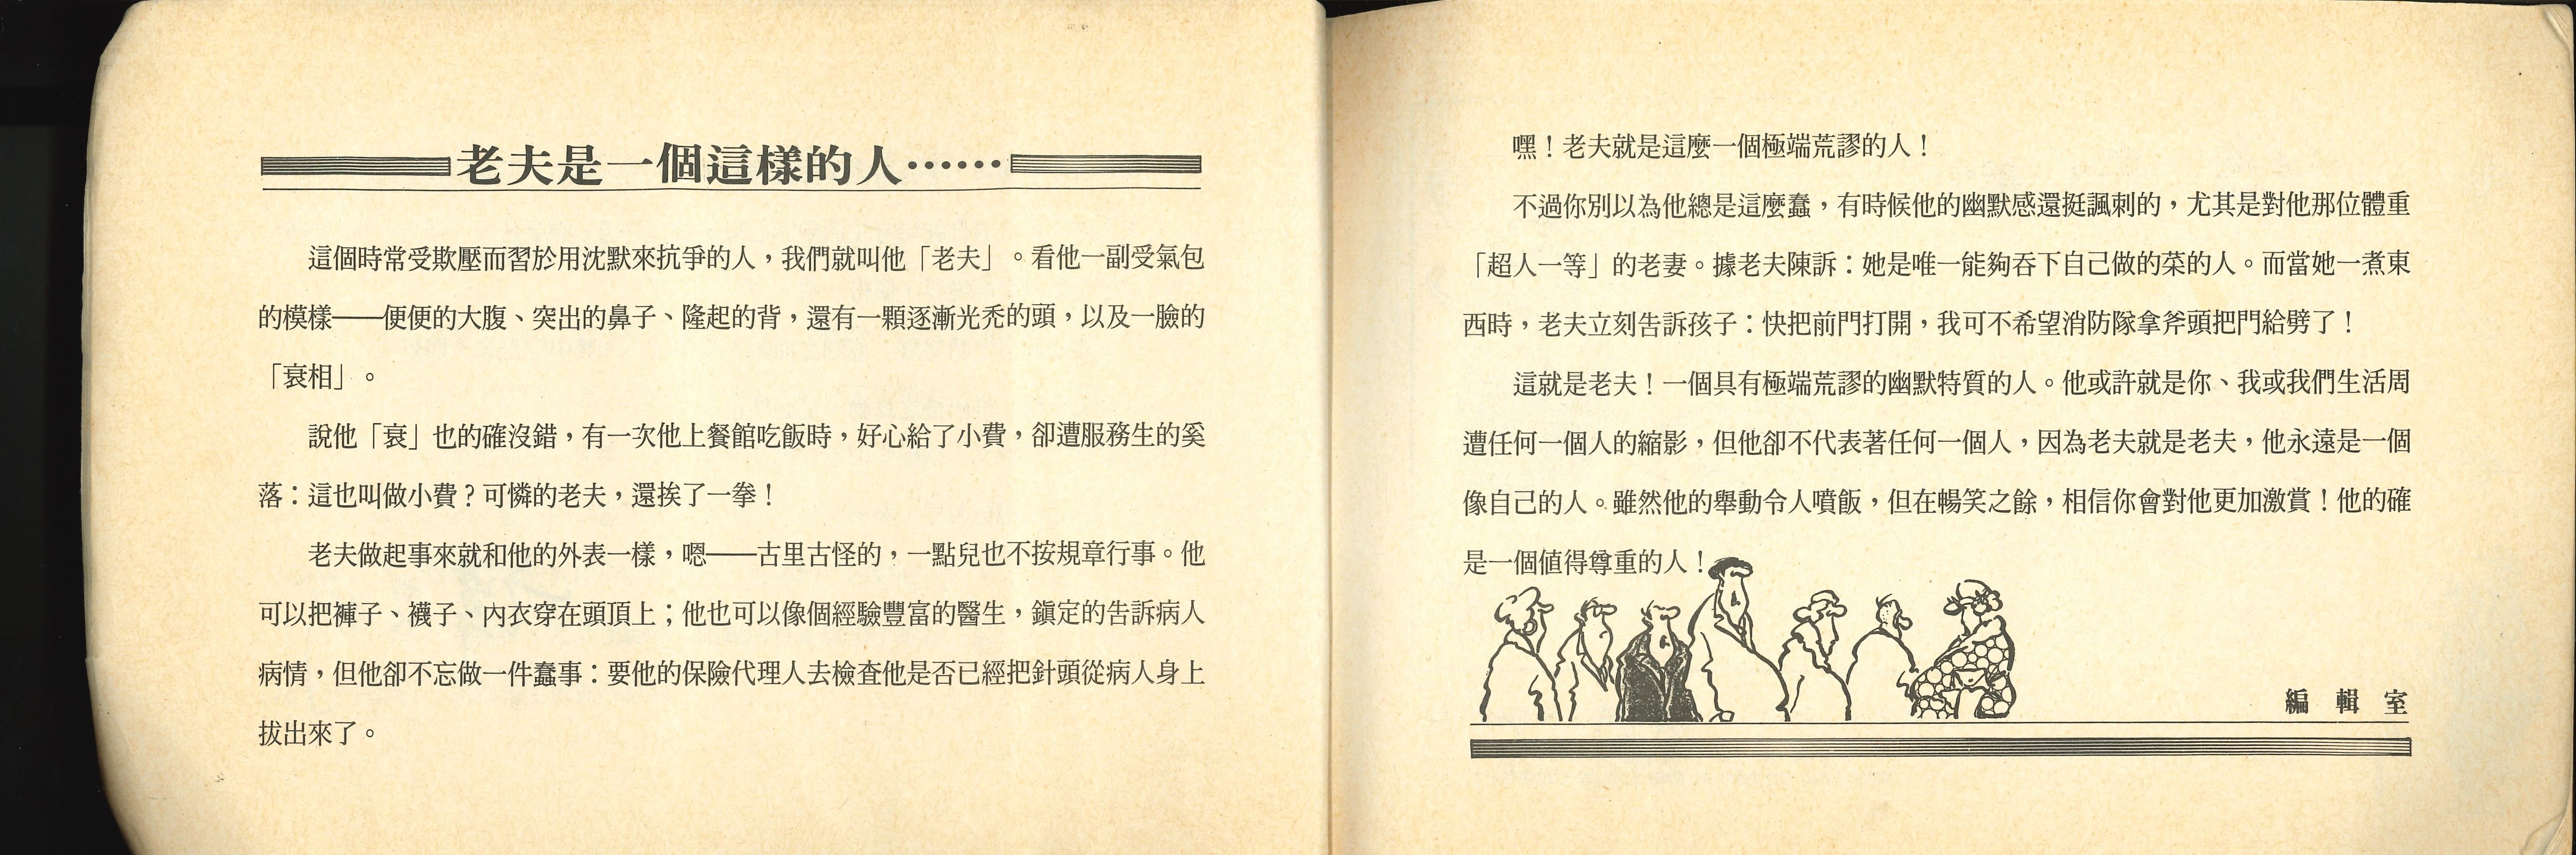 老夫是一個這樣的人……
這個時常受欺壓而習於用沈默來抗爭的人，我們就叫他「老夫」。看他一副受氣包
的模樣——便便的大腹、突出的鼻子、隆起的背，還有一顆逐漸光禿的頭，以及一臉的
「衰相」。
說他「衰」也的確沒錯，有一次他上餐館吃飯時，好心給了小費，卻遭服務生的奚
落：這也叫做小費？可憐的老夫，還挨了一拳！
老夫做起事來就和他的外表一樣，嗯——古里古怪的，一點兒也不按規章行事。他
可以把褲子、襪子、內衣穿在頭頂上；他也可以像個經驗豐富的醫生，鎮定的告訴病人
病情，但他卻不忘做一件蠢事：要他的保險代理人去檢查他是否已經把針頭從病人身上
拔出來了。
嘿！老夫就是這麼一個極端荒謬的人！
不過你別以為他總是這麼蠢，有時候他的幽默感還挺諷刺的，尤其是對他那位體重
「超人一等」的老妻。據老夫陳訴：她是唯一能夠吞下自己做的菜的人。而當她一煮東
西時，老夫立刻告訴孩子：快把前門打開，我可不希望消防隊拿斧頭把門給劈了！
這就是老夫！一個具有極端荒謬的幽默特質的人。他或許就是你、我或我們生活周
遭任何一個人的縮影，但他卻不代表著任何一個人，因為老夫就是老夫，他永遠是一個
像自己的人。雖然他的舉動令人噴飯，但在暢笑之餘，相信你會對他更加激賞！他的確
是一個值得尊重的人！
編輯室